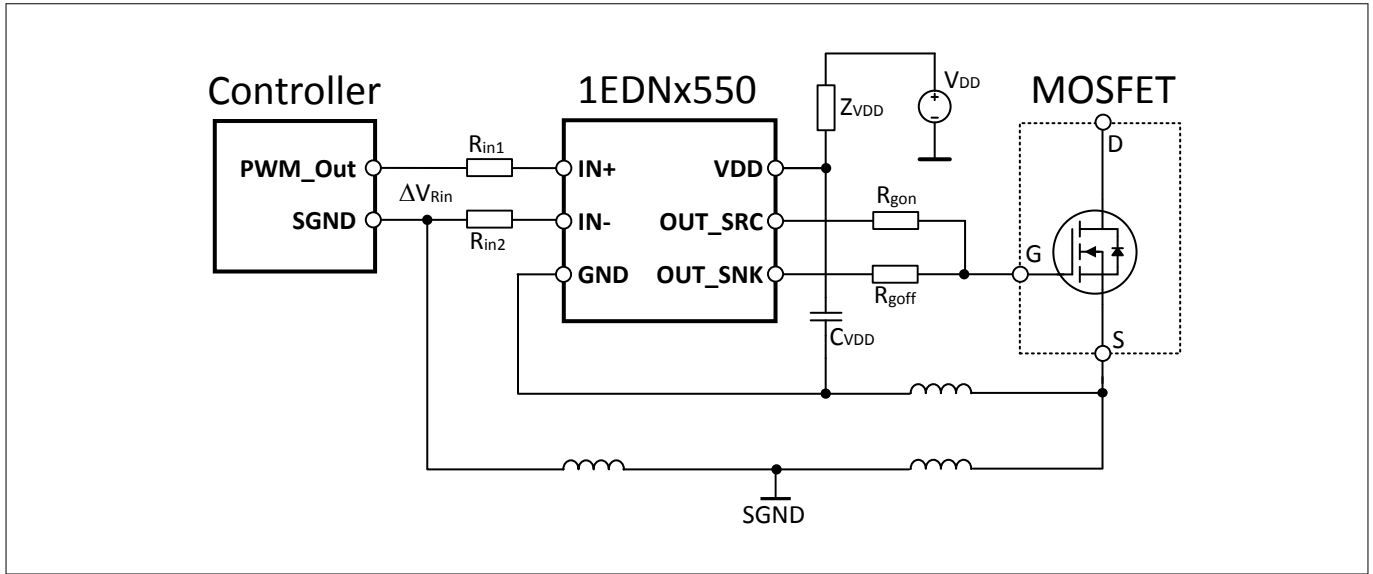 Controller
1EDNx550
MOSFET
VDD
ZVDD
D
Rin1
PWM_Out
IN+
VDD
ΔVRin
Rgon
SGND
IN-
OUT_SRC
Rin2
G
GND
OUT_SNK
Rgoff
CVDD
S
SGND